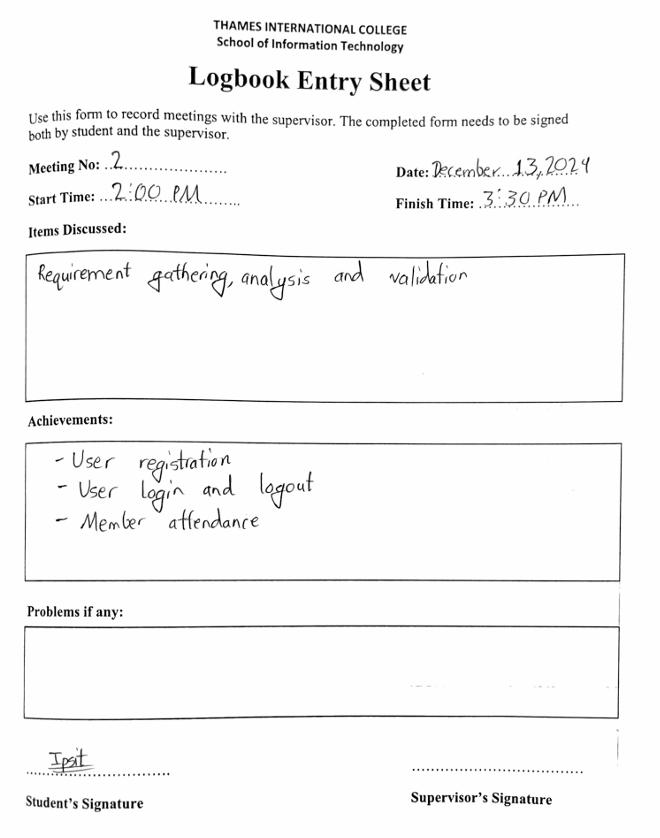 THAMES INTERNATIONAL COLLEGE
School of Information Technology
Logbook Entry Sheet
Use this form to record meetings with the supervisor. The completed form needs to be signed
both by student and the supervisor.
Meeting No: ..2......................
Date: December...13, 2024
Start Time: ...2:00 PM.........
Finish Time: .3:30 PM...
Items Discussed:
Requirement gathering, analysis and validation
Achievements:
- User registration
- User login and logout
- Member attendance
Problems if any:
Ipsit
Student's Signature
Supervisor's Signature